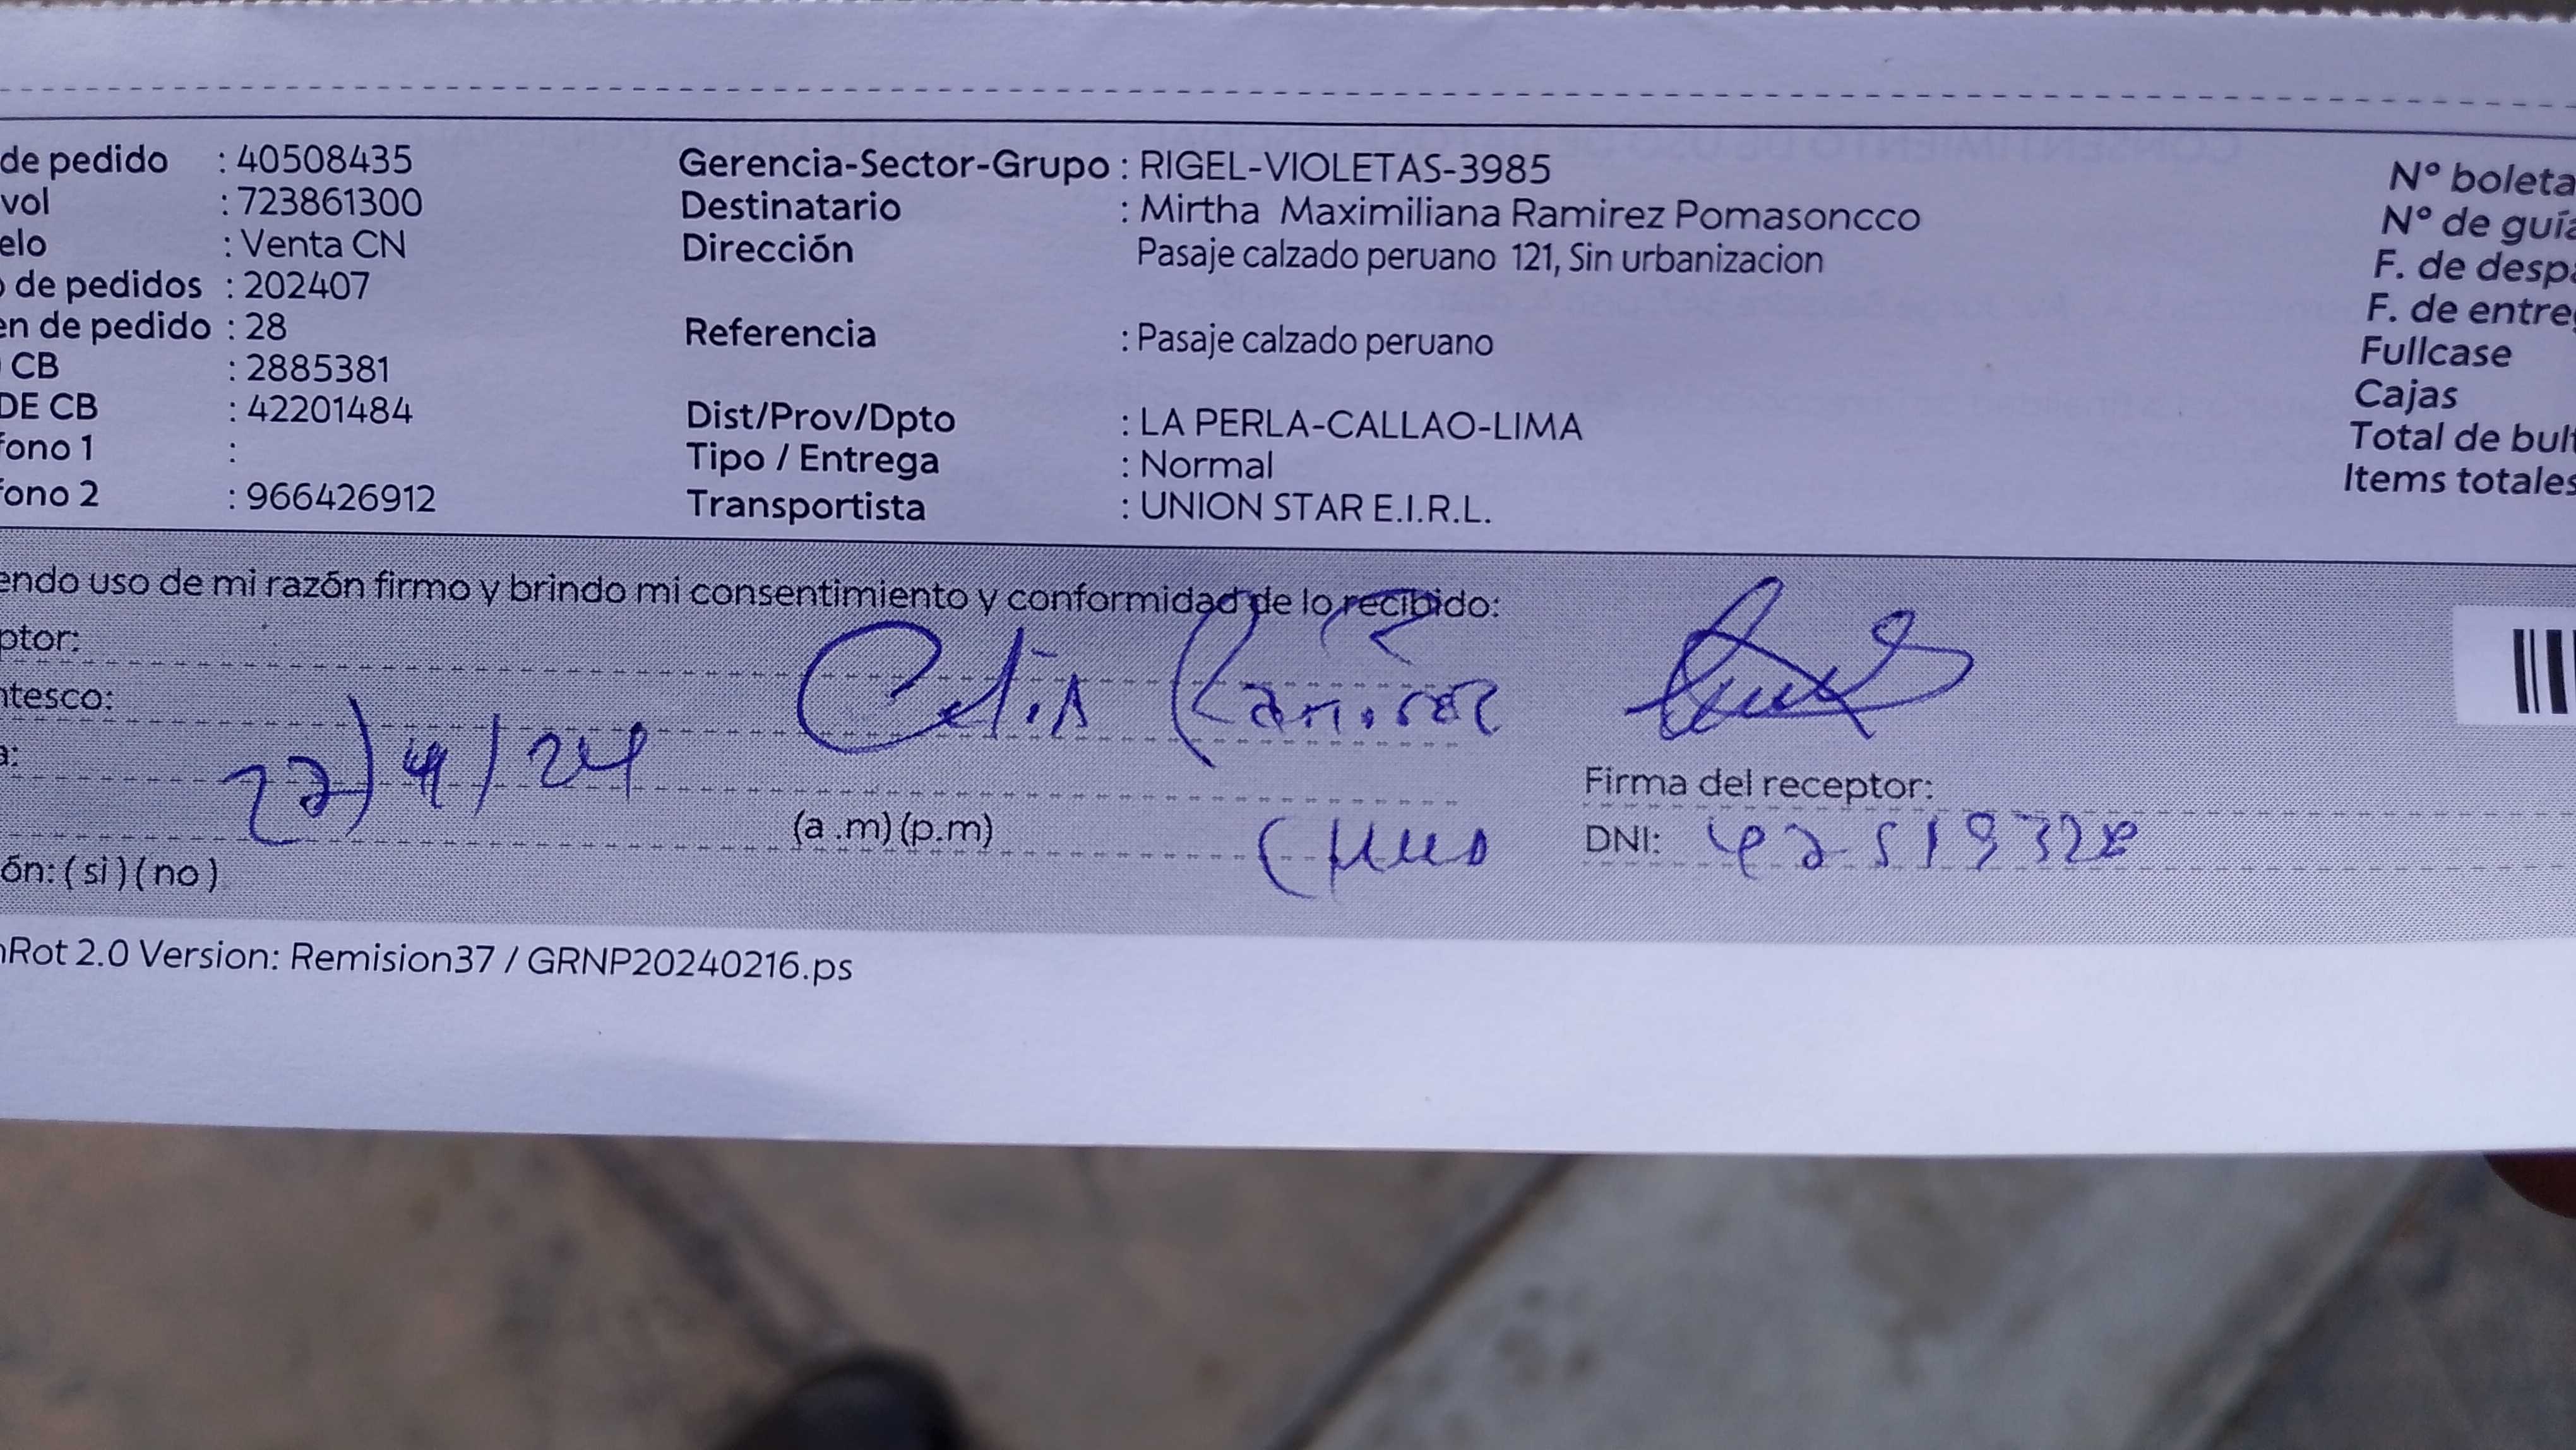 de pedido : 40508435 Gerencia-Sector-Grupo : RIGEL-VIOLETAS-3985 N° boleta
vol : 723861300 Destinatario : Mirtha Maximiliana Ramirez Pomasoncco N° de guía
elo : Venta CN Dirección Pasaje calzado peruano 121, Sin urbanizacion F. de despa
de pedidos : 202407 F. de entre
en de pedido : 28 Referencia : Pasaje calzado peruano Fullcase
CB : 2885381 Cajas
DE CB : 42201484 Dist/Prov/Dpto : LA PERLA-CALLAO-LIMA Total de bult
fono 1 : Tipo / Entrega : Normal Items totales
fono 2 : 966426912 Transportista : UNION STAR E.I.R.L.
endo uso de mi razón firmo y brindo mi consentimiento y conformidad de lo recibido:
ptor:
ntesco:
a: 22/4/24
Firma del receptor:
(a .m) (p.m) DNI: 42519328
ón: ( si ) ( no )
nRot 2.0 Version: Remision37 / GRNP20240216.ps